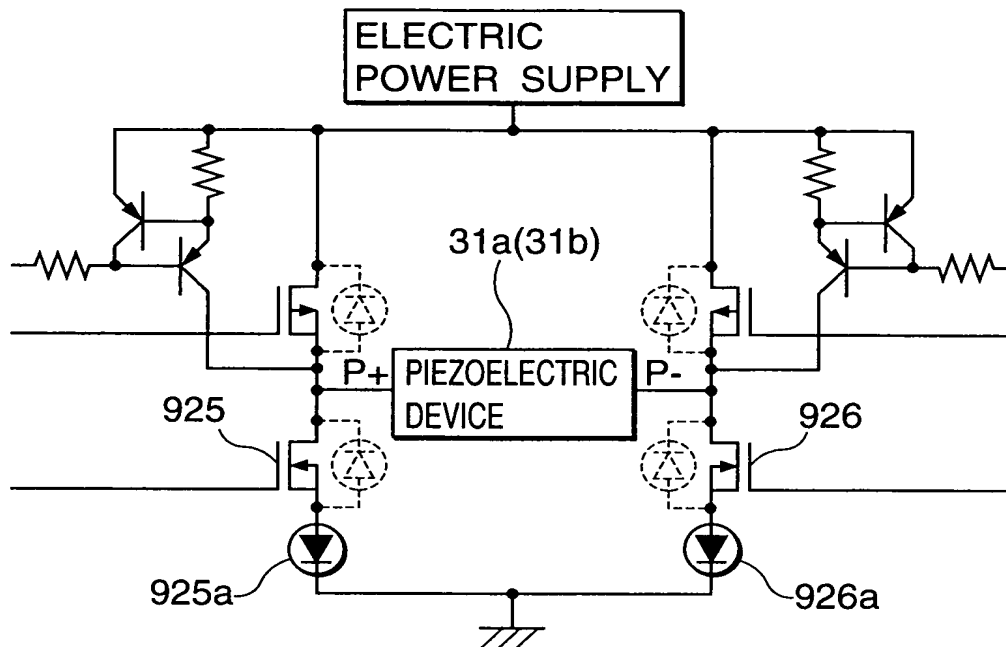 ELECTRIC
POWER SUPPLY
31a(31b)
P+
PIEZOELECTRIC
DEVICE
P-
925
926
925a
926a